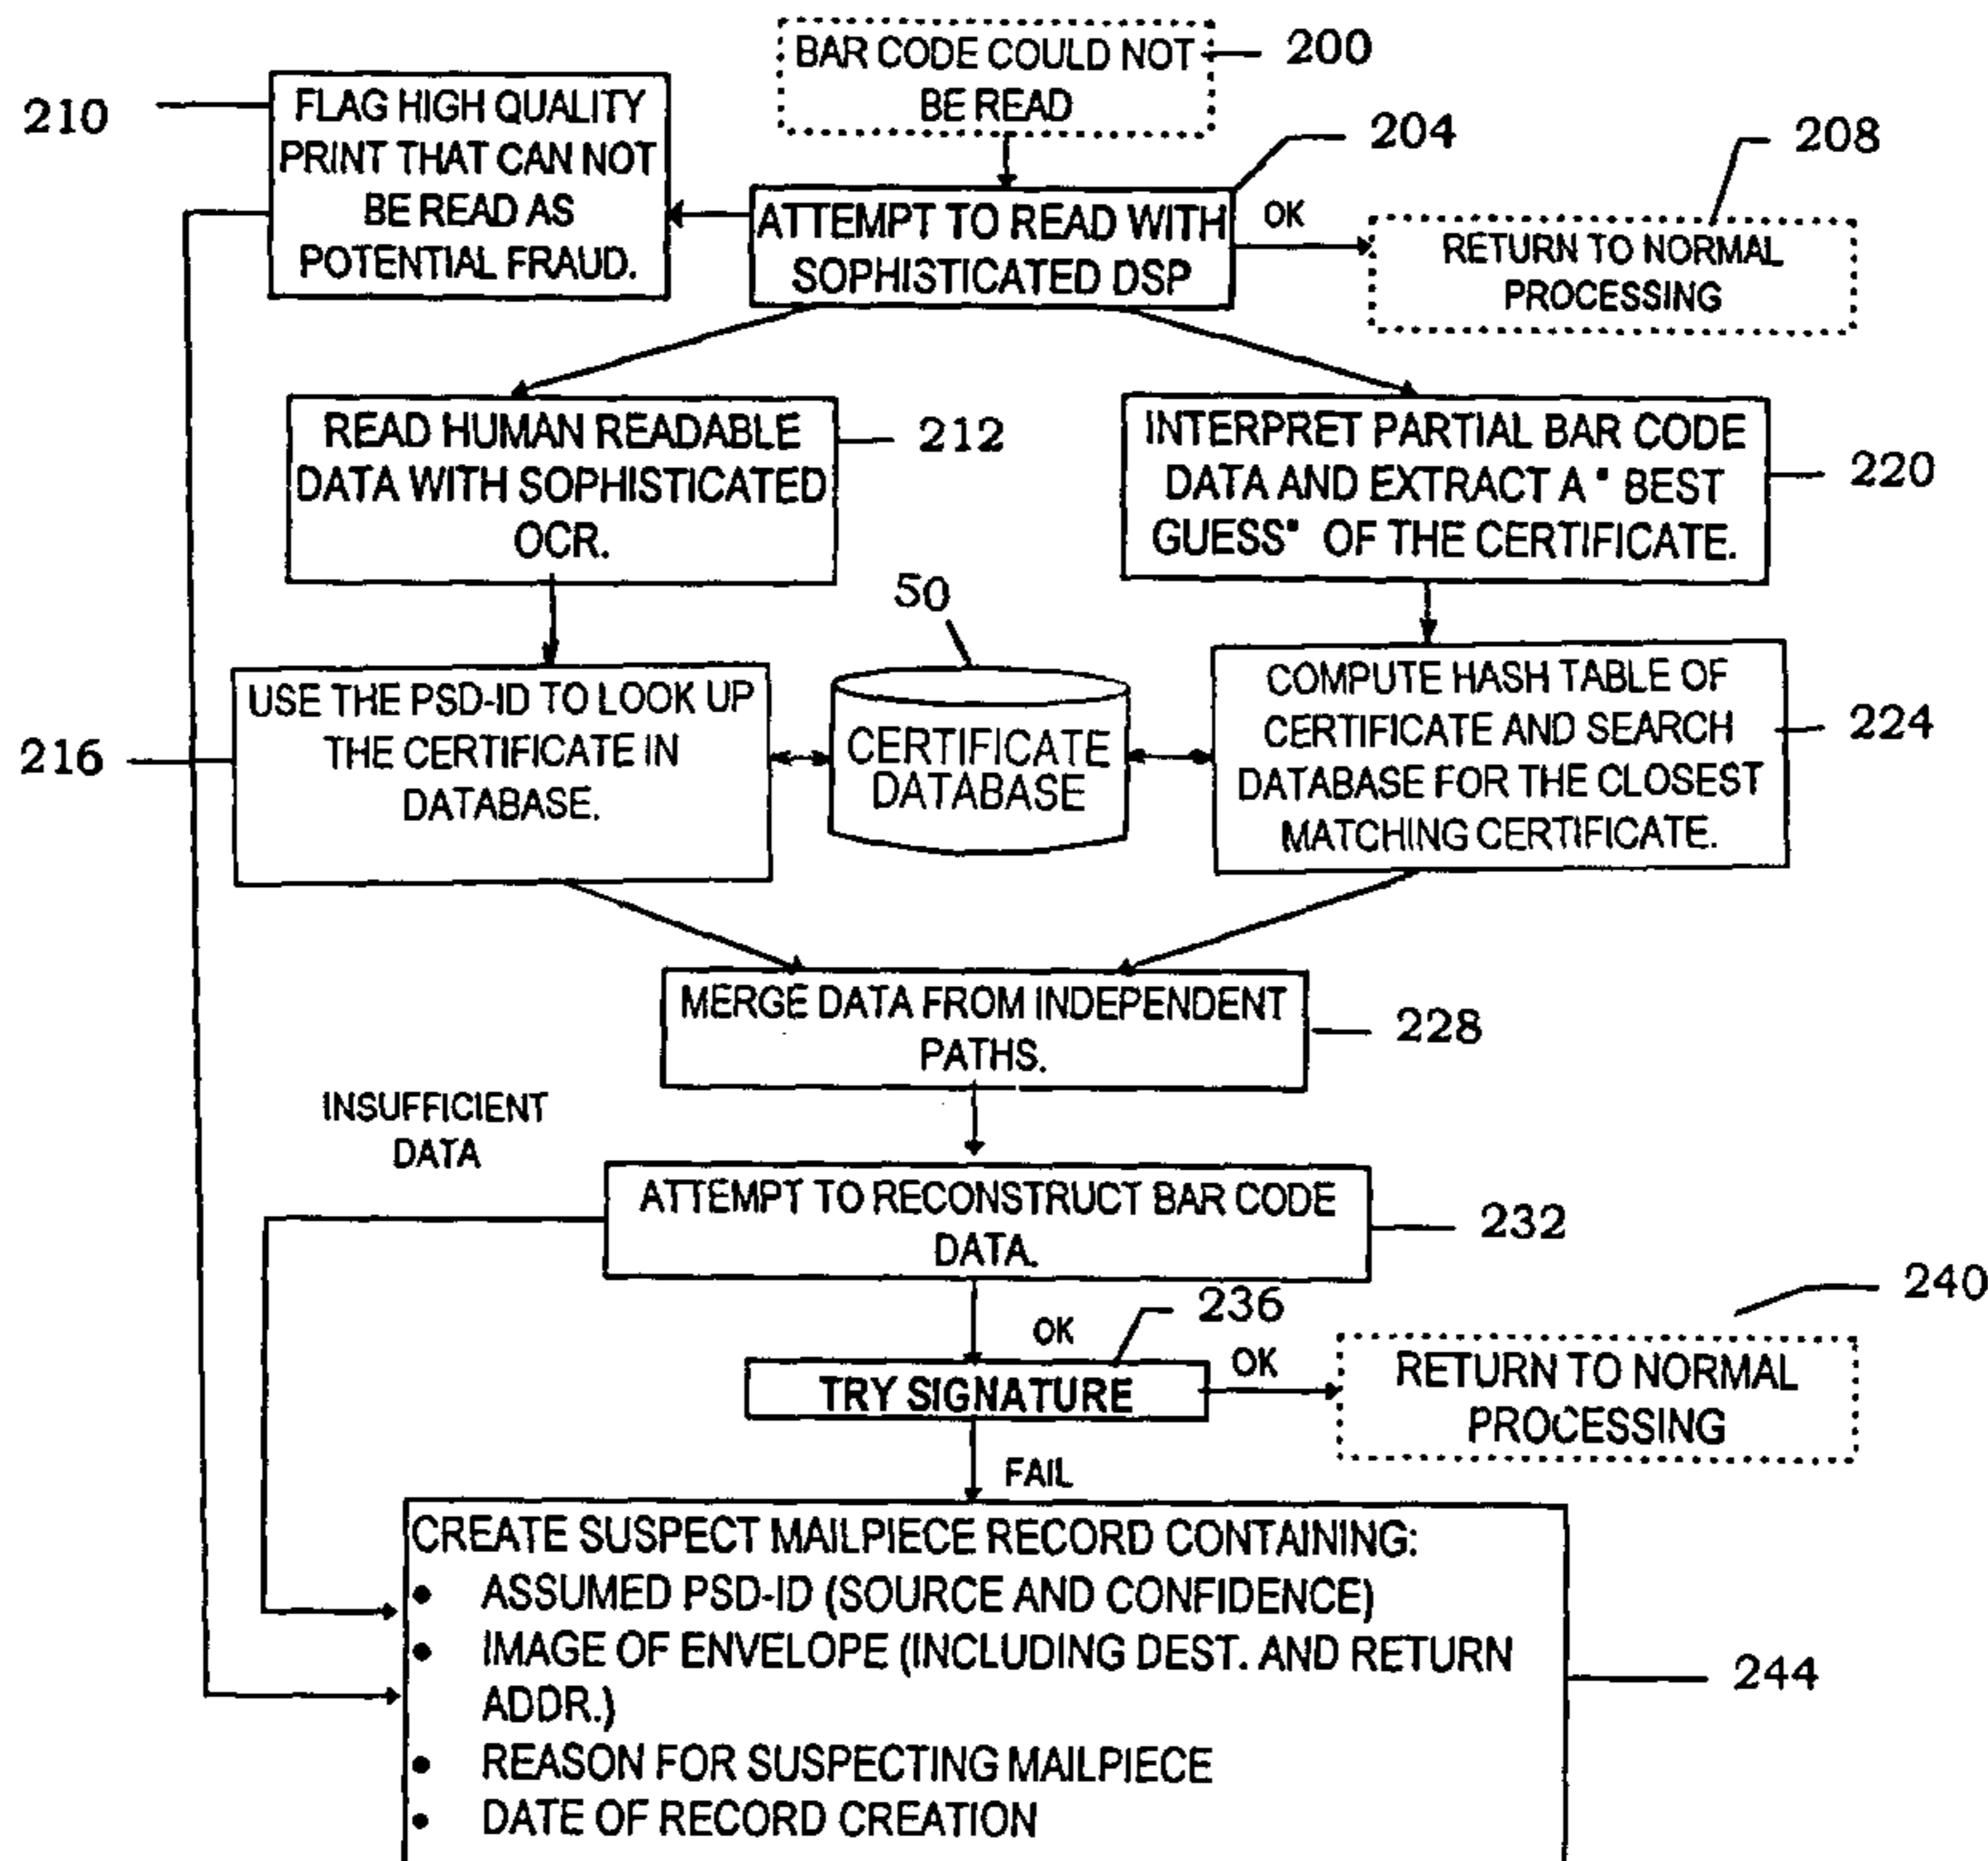 BAR CODE COULD NOT
BE READ
200
210
FLAG HIGH QUALITY
PRINT THAT CAN NOT
BE READ AS
POTENTIAL FRAUD.
204
ATTEMPT TO READ WITH
SOPHISTICATED DSP
OK
208
RETURN TO NORMAL
PROCESSING
READ HUMAN READABLE
DATA WITH SOPHISTICATED
OCR.
212
INTERPRET PARTIAL BAR CODE
DATA AND EXTRACT A " BEST
GUESS" OF THE CERTIFICATE.
220
50
216
USE THE PSD-ID TO LOOK UP
THE CERTIFICATE IN
DATABASE.
CERTIFICATE
DATABASE
COMPUTE HASH TABLE OF
CERTIFICATE AND SEARCH
DATABASE FOR THE CLOSEST
MATCHING CERTIFICATE.
224
MERGE DATA FROM INDEPENDENT
PATHS.
228
INSUFFICIENT
DATA
ATTEMPT TO RECONSTRUCT BAR CODE
DATA.
232
OK
236
TRY SIGNATURE
OK
240
RETURN TO NORMAL
PROCESSING
FAIL
CREATE SUSPECT MAILPIECE RECORD CONTAINING:
• ASSUMED PSD-ID (SOURCE AND CONFIDENCE)
• IMAGE OF ENVELOPE (INCLUDING DEST. AND RETURN
ADDR.)
• REASON FOR SUSPECTING MAILPIECE
• DATE OF RECORD CREATION
244